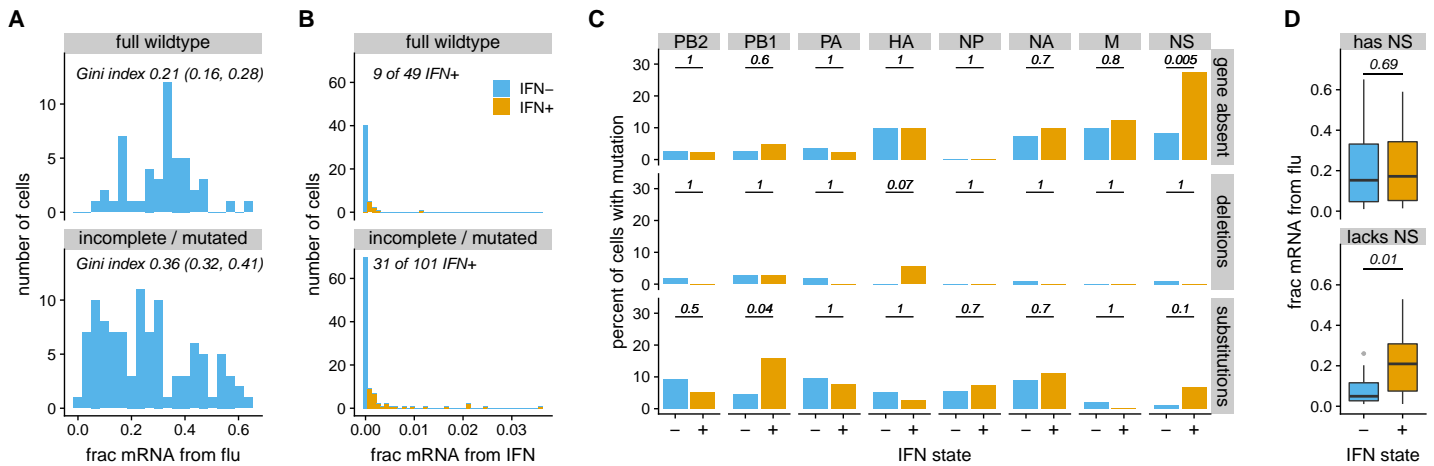 A
full wildtype
Gini index 0.21 (0.16, 0.28)
10
5
0
incomplete / mutated
Gini index 0.36 (0.32, 0.41)
10
5
0
0.0 0.2 0.4 0.6
number of cells
frac mRNA from flu
B
full wildtype
9 of 49 IFN+
IFN−
IFN+
60
40
20
0
incomplete / mutated
31 of 101 IFN+
60
40
20
0
0.00 0.01 0.02 0.03
number of cells
frac mRNA from IFN
C
PB2 PB1 PA HA NP NA M NS
30
20
10
0
1 0.6 1 1 1 0.7 0.8 0.005
gene absent
30
20
10
0
1 1 1 0.07 1 1 1 1
deletions
30
20
10
0
0.5 0.04 1 1 0.7 0.7 1 0.1
substitutions
− + − + − + − + − + − + − + − +
percent of cells with mutation
IFN state
D
has NS
0.69
0.6
0.4
0.2
0.0
lacks NS
0.01
0.6
0.4
0.2
0.0
− +
frac mRNA from flu
IFN state